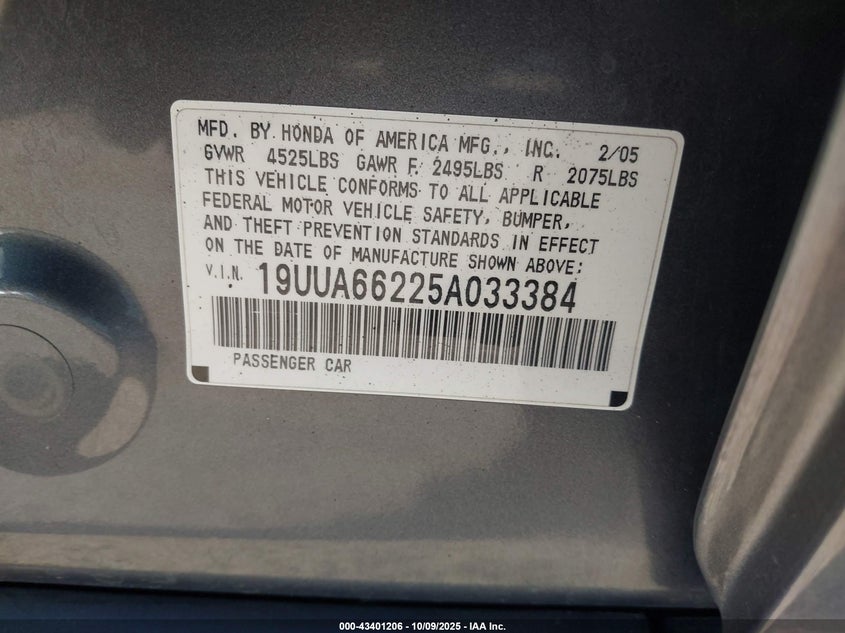 MFD. BY HONDA OF AMERICA MFG., INC. 2/05
GVWR 4525LBS GAWR F. 2495LBS R 2075LBS
THIS VEHICLE CONFORMS TO ALL APPLICABLE
FEDERAL MOTOR VEHICLE SAFETY, BUMPER,
AND THEFT PREVENTION STANDARDS IN EFFECT
ON THE DATE OF MANUFACTURE SHOWN ABOVE:
V.I.N. 19UUA66225A033384
PASSENGER CAR
000-43401206 - 10/09/2025 - IAA Inc.